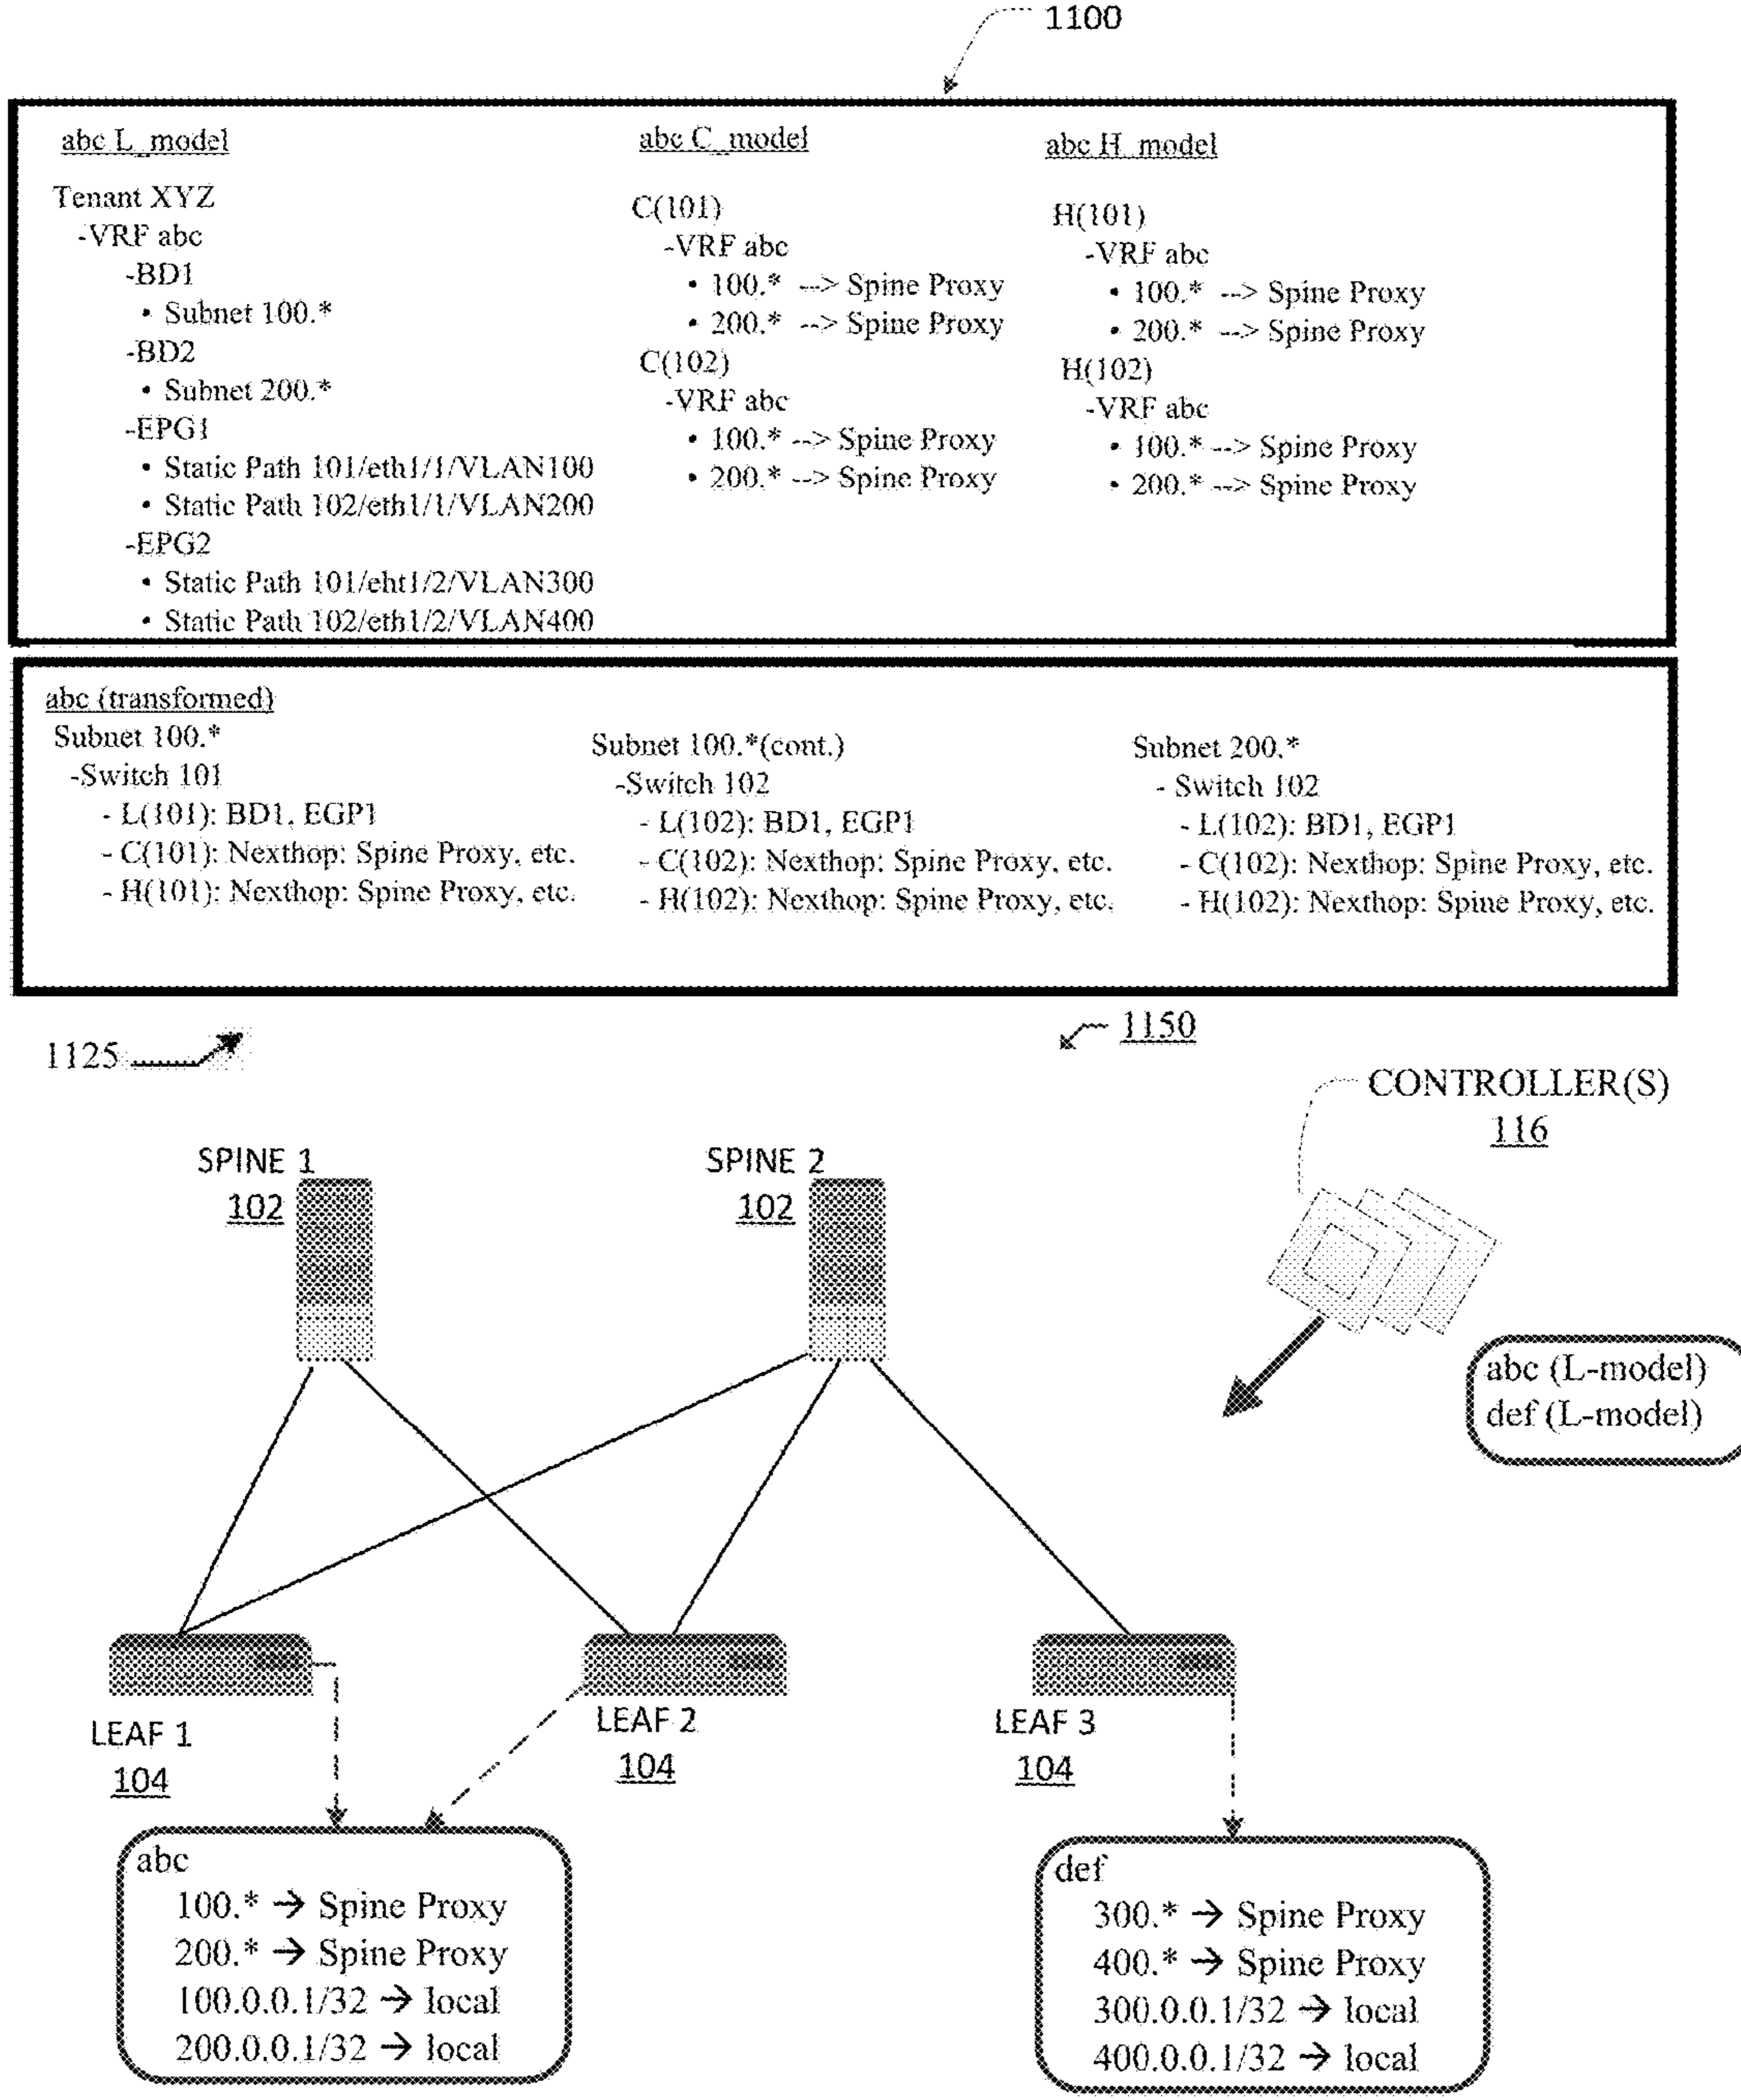 1100
abc L_model
Tenant XYZ
-VRF abc
-BD1
• Subnet 100.*
-BD2
• Subnet 200.*
-EPG1
• Static Path 101/eth1/1/VLAN100
• Static Path 102/eth1/1/VLAN200
-EPG2
• Static Path 101/eht1/2/VLAN300
• Static Path 102/eth1/2/VLAN400
abc C_model
C(101)
-VRF abc
• 100.* --> Spine Proxy
• 200.* --> Spine Proxy
C(102)
-VRF abc
• 100.* --> Spine Proxy
• 200.* --> Spine Proxy
abc H_model
H(101)
-VRF abc
• 100.* --> Spine Proxy
• 200.* --> Spine Proxy
H(102)
-VRF abc
• 100.* --> Spine Proxy
• 200.* --> Spine Proxy
abc (transformed)
Subnet 100.*
-Switch 101
- L(101): BD1, EGP1
- C(101): Nexthop: Spine Proxy, etc.
- H(101): Nexthop: Spine Proxy, etc.
Subnet 100.*(cont.)
-Switch 102
- L(102): BD1, EGP1
- C(102): Nexthop: Spine Proxy, etc.
- H(102): Nexthop: Spine Proxy, etc.
Subnet 200.*
- Switch 102
- L(102): BD1, EGP1
- C(102): Nexthop: Spine Proxy, etc.
- H(102): Nexthop: Spine Proxy, etc.
1125
1150
CONTROLLER(S)
116
SPINE 1
102
SPINE 2
102
abc (L-model)
def (L-model)
LEAF 1
104
LEAF 2
104
LEAF 3
104
abc
100.* → Spine Proxy
200.* → Spine Proxy
100.0.0.1/32 → local
200.0.0.1/32 → local
def
300.* → Spine Proxy
400.* → Spine Proxy
300.0.0.1/32 → local
400.0.0.1/32 → local